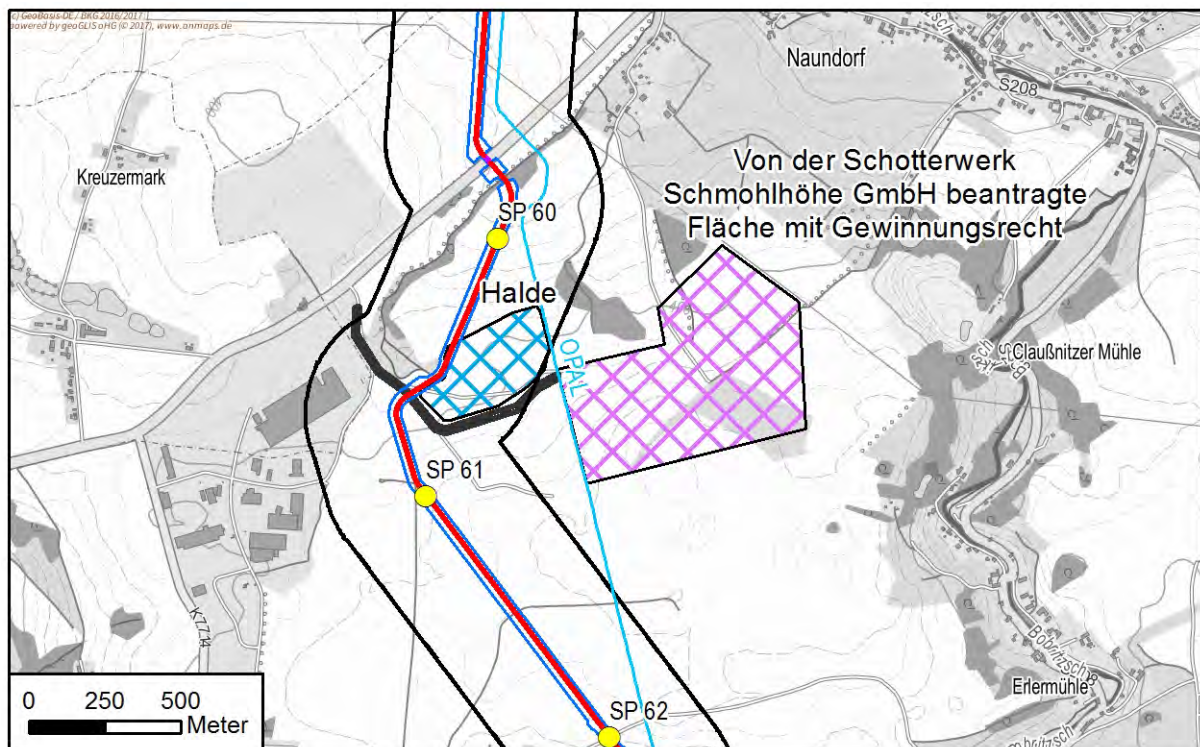 (c) GeoBasis-DE / BKG 2016/2017
powered by geoGLIS oHG (© 2017), www.onmaps.de
Naundorf
S208
Kreuzermark
Von der Schotterwerk
Schmohlhöhe GmbH beantragte
Fläche mit Gewinnungsrecht
SP 60
Halde
OPAL
Claußnitzer Mühle
SP 61
K7714
Bobritzsch
Erlermühle
SP 62
0 250 500
Meter